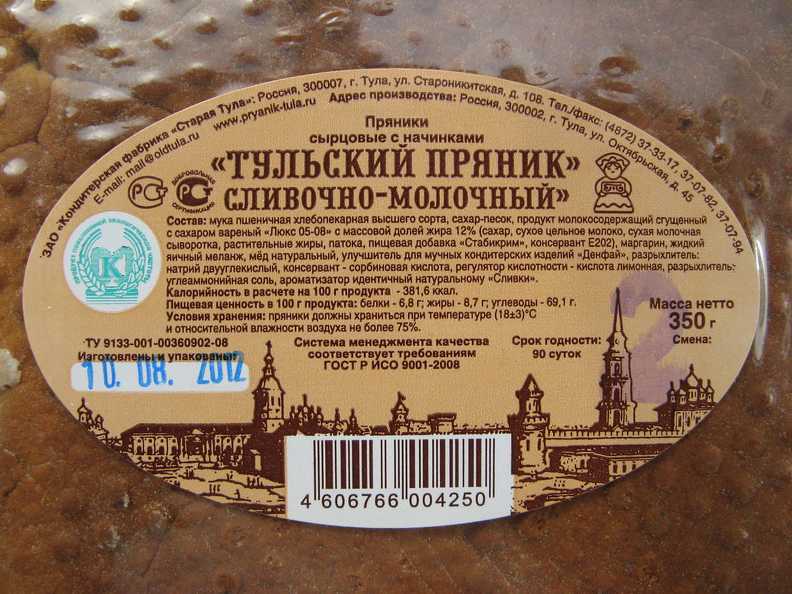 ЗАО «Кондитерская фабрика «Старая Тула»: Россия, 300007, г. Тула, ул. Староникитская, д. 108. Тел./факс: (4872) 37-33-17, 37-07-82, 37-07-94
E-mail: mail@oldtula.ru www.pryanik-tula.ru Адрес производства: Россия, 300002, г. Тула, ул. Октябрьская, д. 45
Пряники
сырцовые с начинками
«ТУЛЬСКИЙ ПРЯНИК»
СЛИВОЧНО-МОЛОЧНЫЙ»
ДОБРОВОЛЬНАЯ
СЕРТИФИКАЦИЯ
К
Состав: мука пшеничная хлебопекарная высшего сорта, сахар-песок, продукт молокосодержащий сгущенный
с сахаром вареный «Люкс 05-08» с массовой долей жира 12% (сахар, сухое цельное молоко, сухая молочная
сыворотка, растительные жиры, патока, пищевая добавка «Стабикрим», консервант Е202), маргарин, жидкий
яичный меланж, мёд натуральный, улучшитель для мучных кондитерских изделий «Денфай», разрыхлитель:
натрий двууглекислый, консервант - сорбиновая кислота, регулятор кислотности - кислота лимонная, разрыхлитель:
углеаммонийная соль, ароматизатор идентичный натуральному «Сливки».
Калорийность в расчете на 100 г продукта - 381,6 ккал.
Пищевая ценность в 100 г продукта: белки - 6,8 г; жиры - 8,7 г; углеводы - 69,1 г.
Условия хранения: пряники должны храниться при температуре (18±3)°С
и относительной влажности воздуха не более 75%.
Масса нетто
350 г
Смена:
2
ТУ 9133-001-00360902-08
Изготовлены и упакованы:
10. 08. 2012
Система менеджмента качества
соответствует требованиям
ГОСТ Р ИСО 9001-2008
Срок годности:
90 суток
4 606766 004250